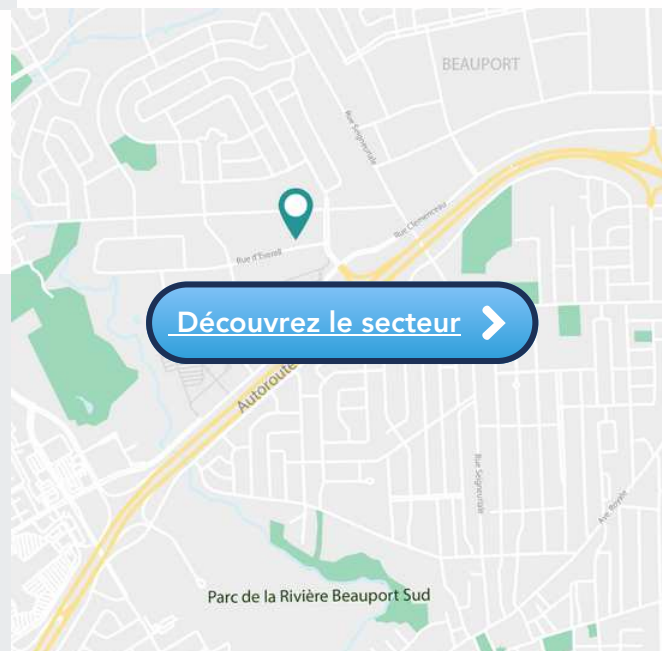 BEAUPORT
Rue Seigneuriale
Rue Clemenceau
Rue d'Everell
Découvrez le secteur
Autoroute
Rue Seigneuriale
Ave. Royale
Parc de la Rivière Beauport Sud